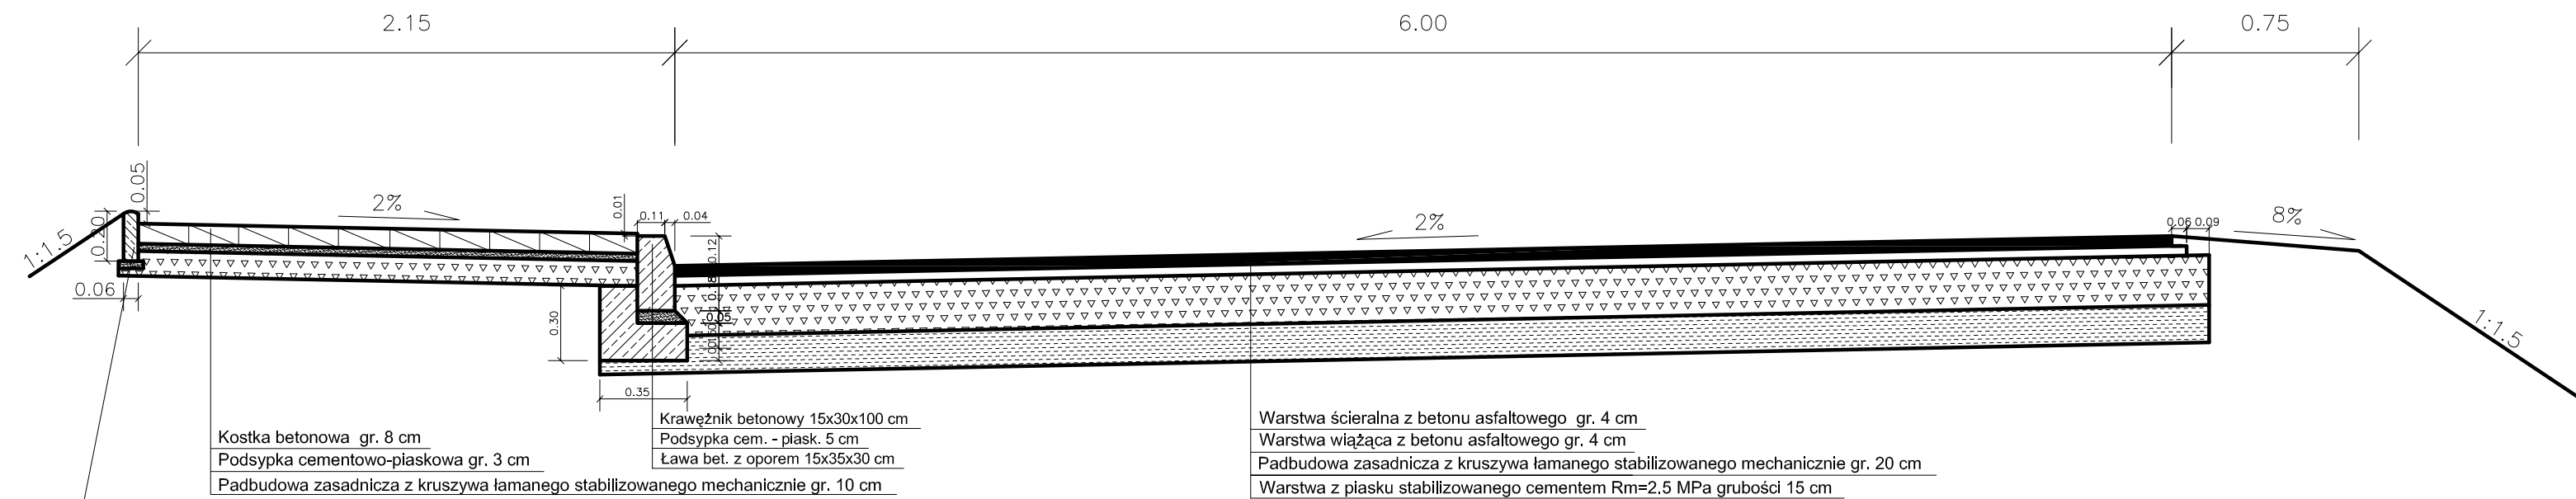 2.15
6.00
0.75
1:1.5
0.20
0.05
2%
0.01
0.11
0.04
0.12
0.18
0.05
0.15
0.30
0.35
0.06
2%
0.06
0.09
8%
1:1.5
Kostka betonowa gr. 8 cm
Podsypka cementowo-piaskowa gr. 3 cm
Padbudowa zasadnicza z kruszywa łamanego stabilizowanego mechanicznie gr. 10 cm
Krawężnik betonowy 15x30x100 cm
Podsypka cem. - piask. 5 cm
Ława bet. z oporem 15x35x30 cm
Warstwa ścieralna z betonu asfaltowego gr. 4 cm
Warstwa wiążąca z betonu asfaltowego gr. 4 cm
Padbudowa zasadnicza z kruszywa łamanego stabilizowanego mechanicznie gr. 20 cm
Warstwa z piasku stabilizowanego cementem Rm=2.5 MPa grubości 15 cm